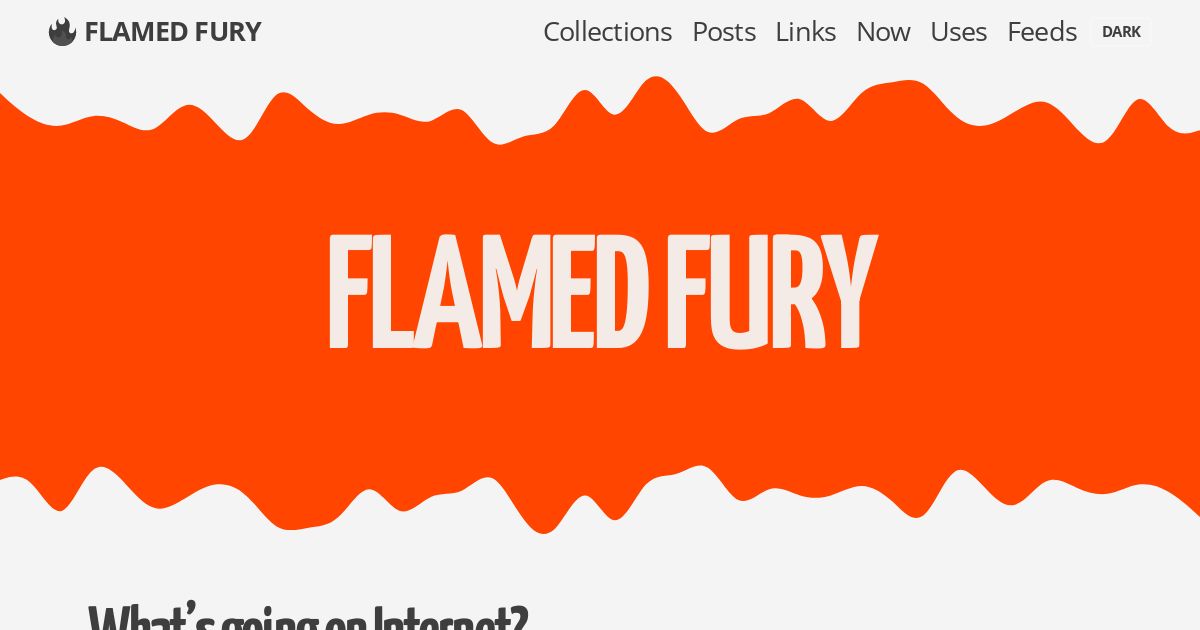 FLAMED FURY
Collections Posts Links Now Uses Feeds DARK
FLAMED FURY
What's going on Internet?